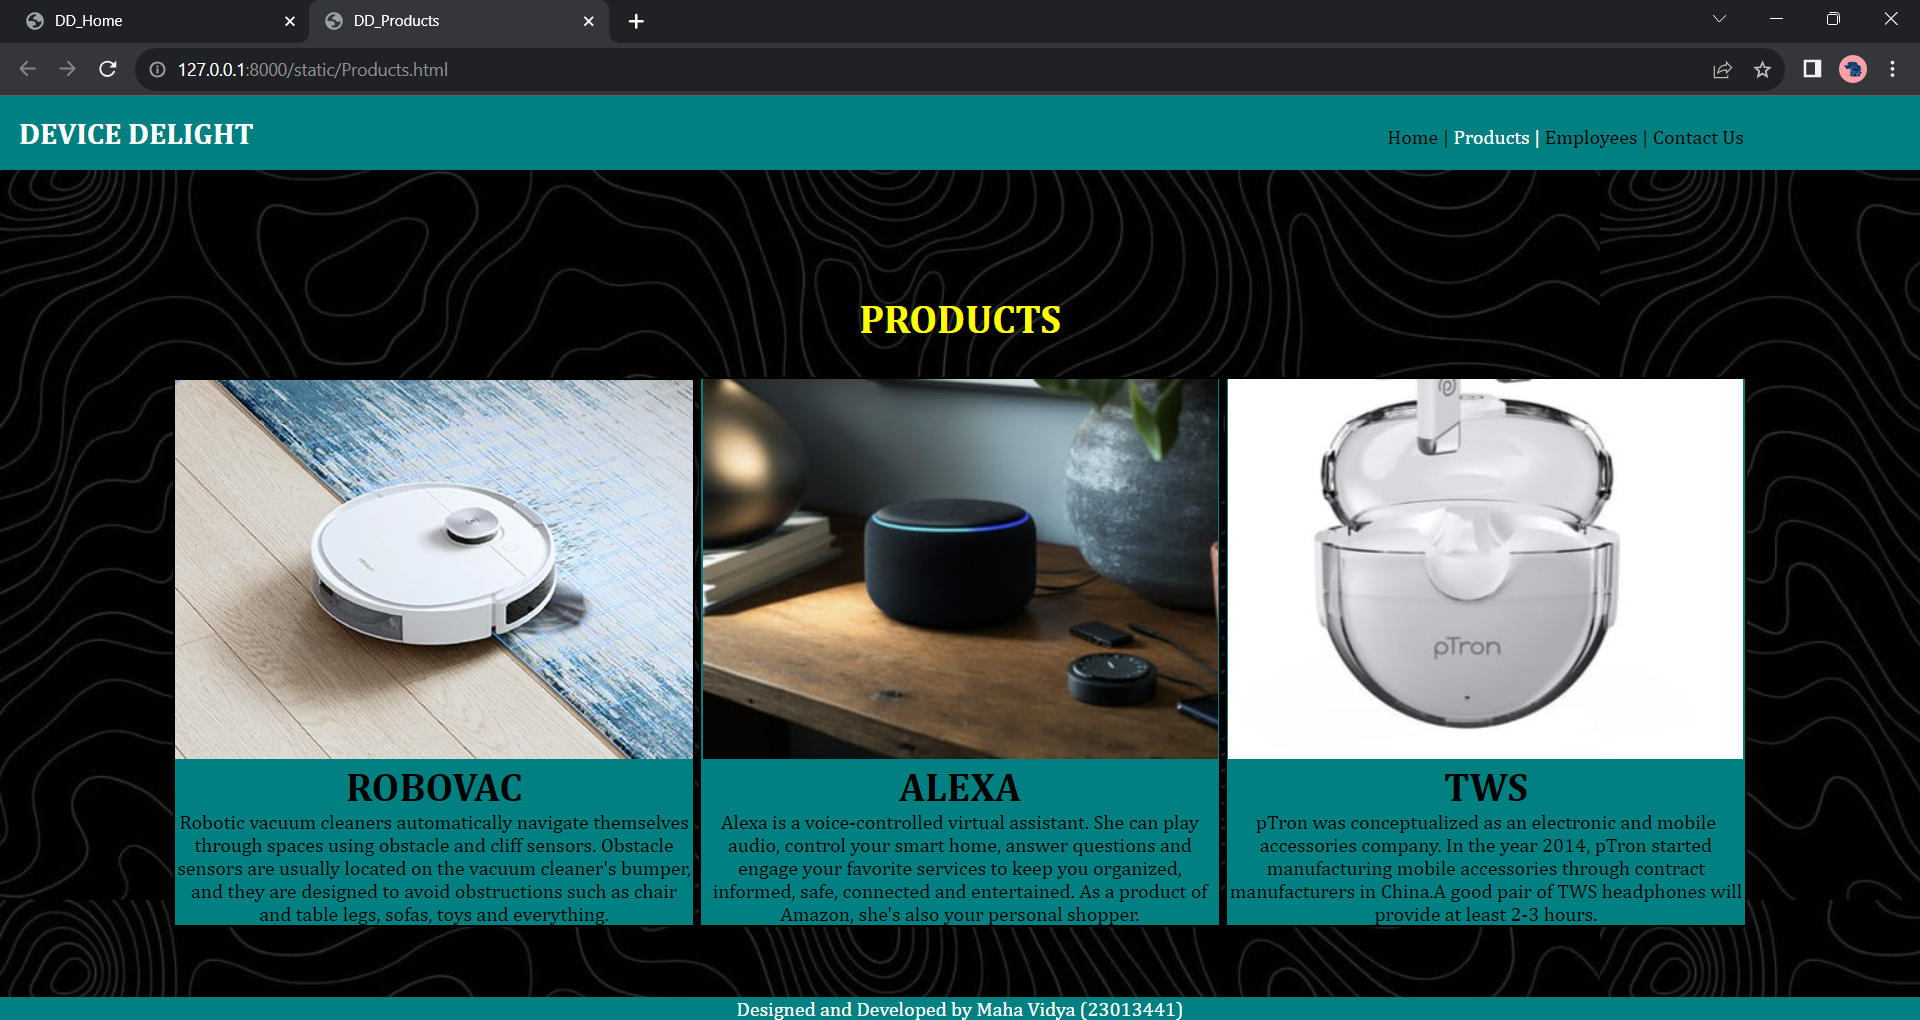 DD_Home
DD_Products
127.0.0.1:8000/static/Products.html
DEVICE DELIGHT
Home | Products | Employees | Contact Us
PRODUCTS
pTron
ROBOVAC
Robotic vacuum cleaners automatically navigate themselves
through spaces using obstacle and cliff sensors. Obstacle
sensors are usually located on the vacuum cleaner's bumper,
and they are designed to avoid obstructions such as chair
and table legs, sofas, toys and everything.
ALEXA
Alexa is a voice-controlled virtual assistant. She can play
audio, control your smart home, answer questions and
engage your favorite services to keep you organized,
informed, safe, connected and entertained. As a product of
Amazon, she's also your personal shopper.
TWS
pTron was conceptualized as an electronic and mobile
accessories company. In the year 2014, pTron started
manufacturing mobile accessories through contract
manufacturers in China.A good pair of TWS headphones will
provide at least 2-3 hours.
Designed and Developed by Maha Vidya (23013441)